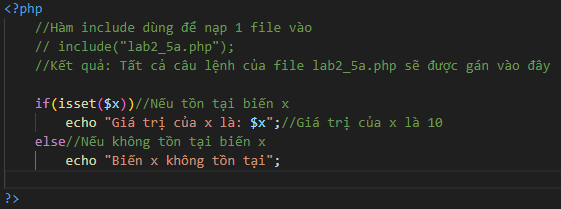 <?php
//Hàm include dùng để nạp 1 file vào
// include("lab2_5a.php");
//Kết quả: Tất cả câu lệnh của file lab2_5a.php sẽ được gán vào đây
if(isset($x))//Nếu tồn tại biến x
echo "Giá trị của x là: $x";//Giá trị của x là 10
else//Nếu không tồn tại biến x
echo "Biến x không tồn tại";
?>